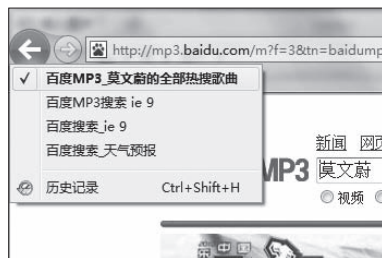 http://mp3.baidu.com/m?f=3&tn=baidump
✓ 百度MP3_莫文蔚的全部热搜歌曲
百度MP3搜索 ie 9
百度搜索_ie 9
百度搜索_天气预报
历史记录 Ctrl+Shift+H
新闻 网页
MP3 莫文蔚
视频